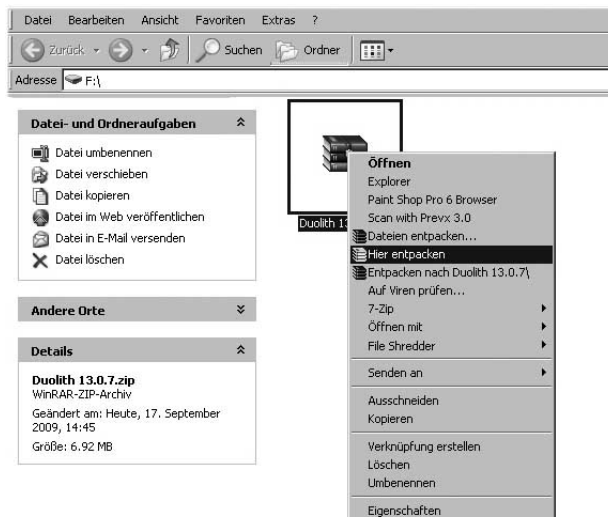 Datei Bearbeiten Ansicht Favoriten Extras ?
Zurück Suchen Ordner
Adresse F:\
Datei- und Ordneraufgaben
Datei umbenennen
Datei verschieben
Datei kopieren
Datei im Web veröffentlichen
Datei in E-Mail versenden
Datei löschen
Andere Orte
Details
Duolith 13.0.7.zip
WinRAR-ZIP-Archiv
Geändert am: Heute, 17. September
2009, 14:45
Größe: 6.92 MB
Duolith
Öffnen
Explorer
Paint Shop Pro 6 Browser
Scan with Prevx 3.0
Dateien entpacken...
Hier entpacken
Entpacken nach Duolith 13.0.7\
Auf Viren prüfen...
7-Zip
Öffnen mit
File Shredder
Senden an
Ausschneiden
Kopieren
Verknüpfung erstellen
Löschen
Umbenennen
Eigenschaften